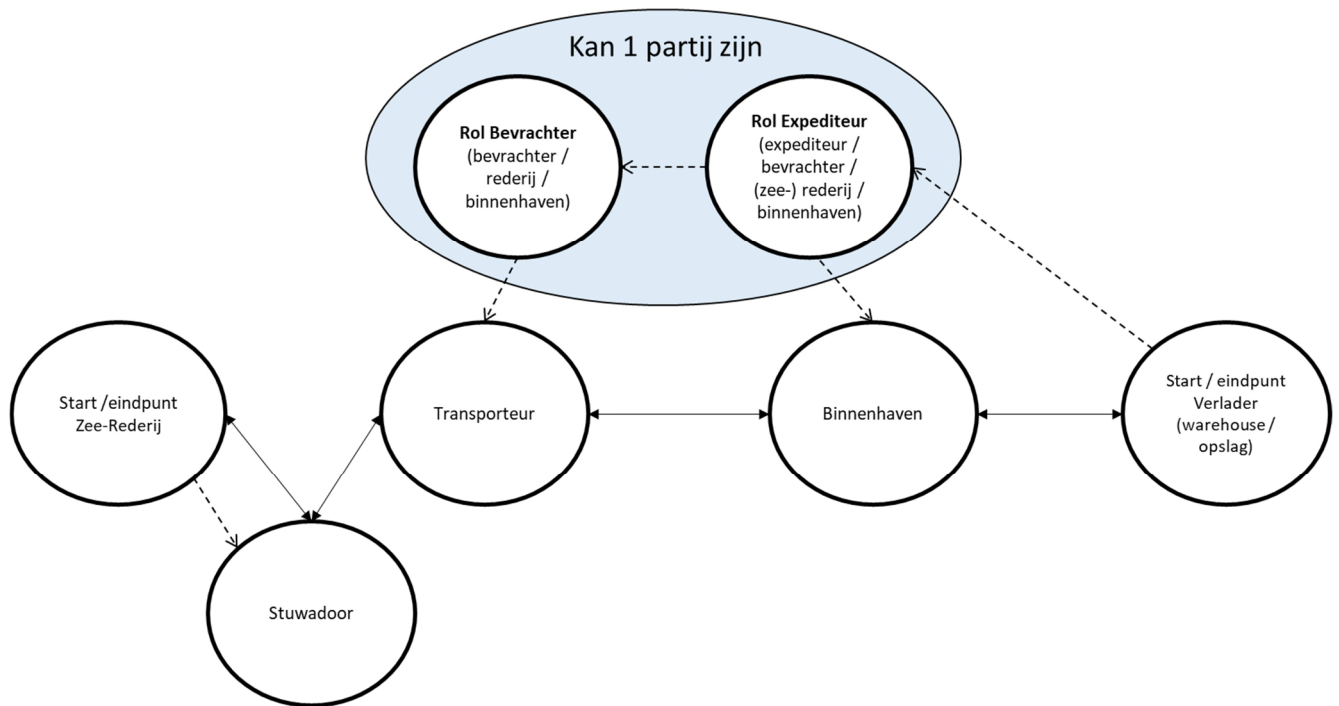 Kan 1 partij zijn
Rol Bevrachter
(bevrachter /
rederij /
binnenhaven)
Rol Expediteur
(expediteur /
bevrachter /
(zee-) rederij /
binnenhaven)
Start /eindpunt
Zee-Rederij
Transporteur
Binnenhaven
Start / eindpunt
Verlader
(warehouse /
opslag)
Stuwadoor